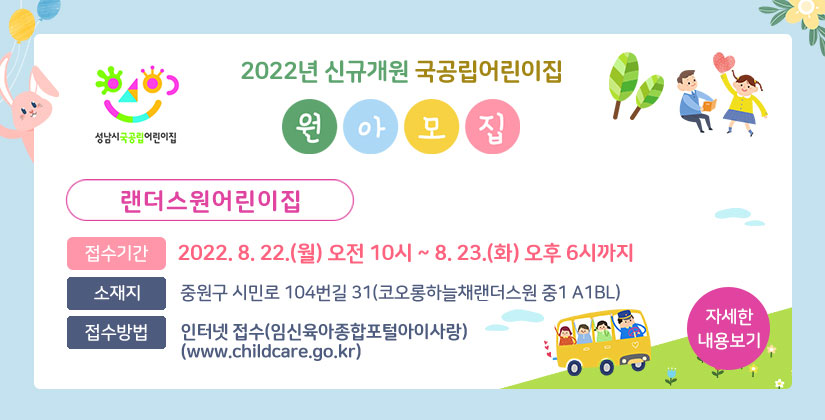 성남시국공립어린이집
2022년 신규개원 국공립어린이집
원아모집
랜더스원어린이집
접수기간 2022. 8. 22.(월) 오전 10시 ~ 8. 23.(화) 오후 6시까지
소재지 중원구 시민로 104번길 31(코오롱하늘채랜더스원 중1 A1BL)
접수방법 인터넷 접수(임신육아종합포털아이사랑)
(www.childcare.go.kr)
자세한
내용보기